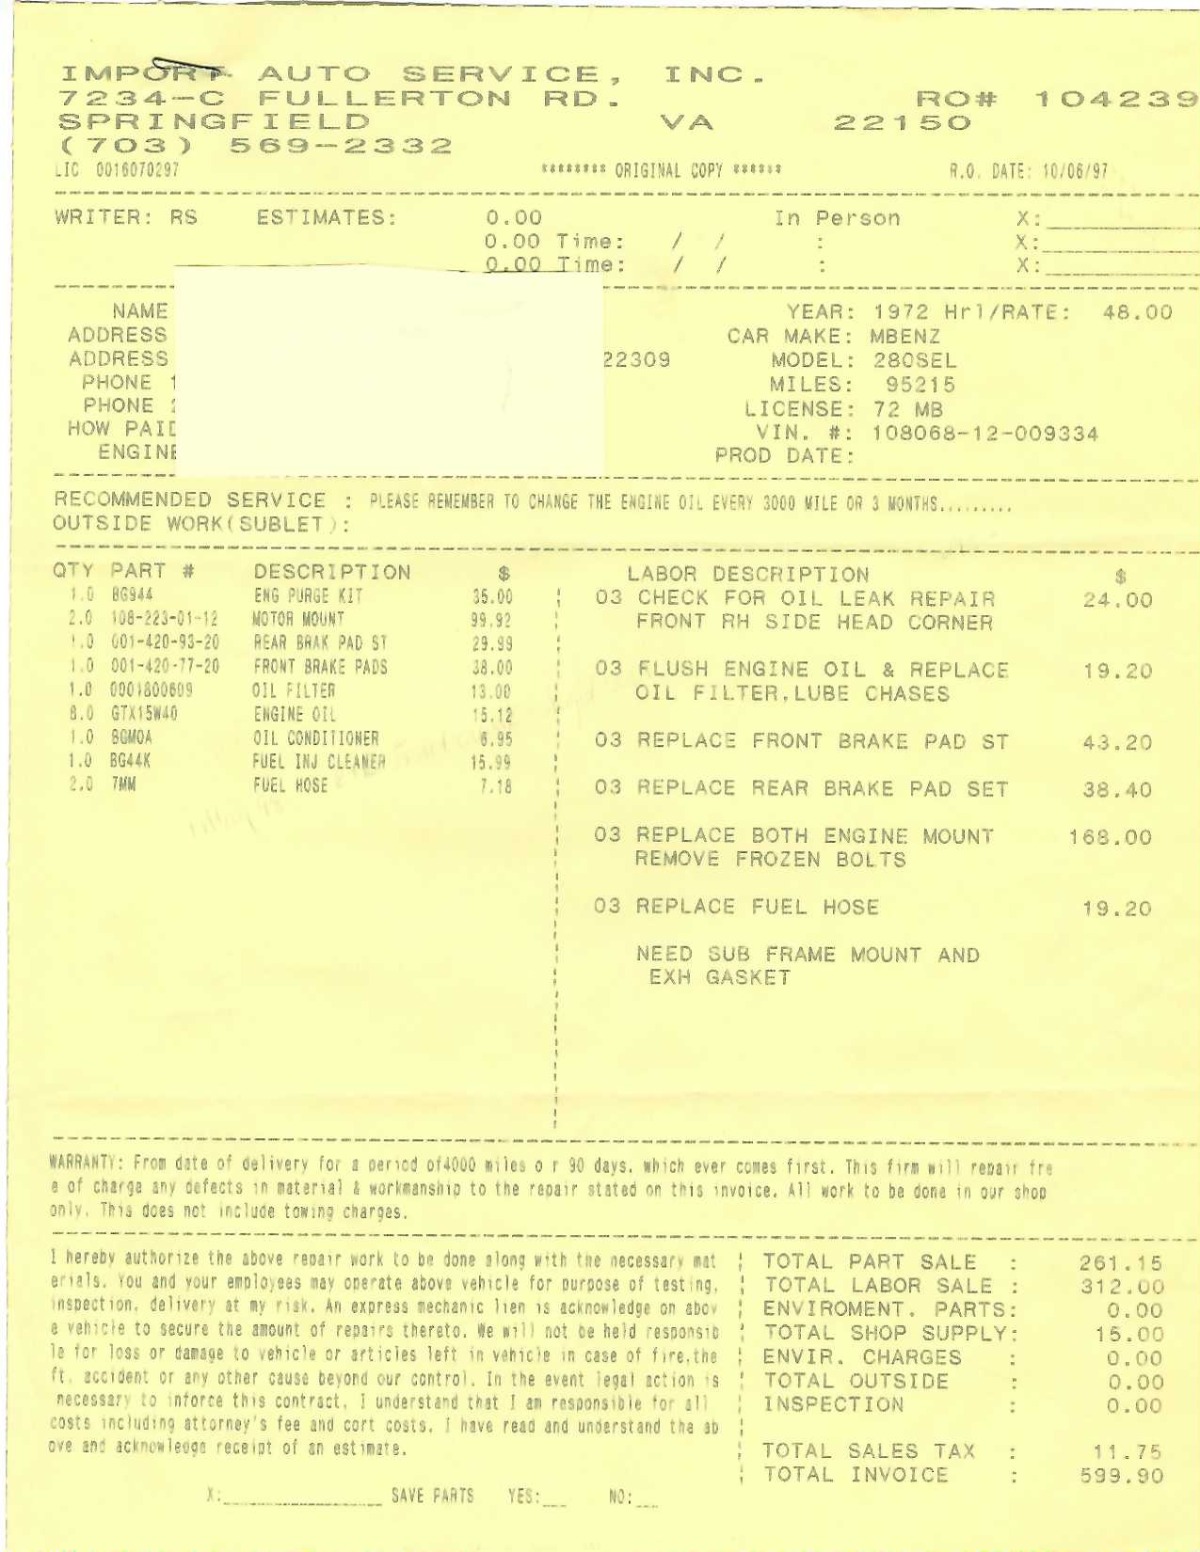 IMPORT AUTO SERVICE, INC.
7234-C FULLERTON RD. RO# 104239
SPRINGFIELD VA 22150
(703) 569-2332
LIC 0016070297 ******** ORIGINAL COPY ****** R.O. DATE: 10/06/97
WRITER: RS ESTIMATES: 0.00 In Person X:
0.00 Time: / / : X:
0.00 Time: / / : X:
NAME YEAR: 1972 Hrl/RATE: 48.00
ADDRESS CAR MAKE: MBENZ
ADDRESS 22309 MODEL: 280SEL
PHONE 1 MILES: 95215
PHONE LICENSE: 72 MB
HOW PAID VIN. #: 108068-12-009334
ENGINE PROD DATE:
RECOMMENDED SERVICE : PLEASE REMEMBER TO CHANGE THE ENGINE OIL EVERY 3000 MILE OR 3 MONTHS.........
OUTSIDE WORK(SUBLET):
QTY PART # DESCRIPTION $ LABOR DESCRIPTION $
1.0 BG944 ENG PURGE KIT 35.00
2.0 108-223-01-12 MOTOR MOUNT 99.92
1.0 001-420-93-20 REAR BRAK PAD ST 29.99
1.0 001-420-77-20 FRONT BRAKE PADS 38.00
1.0 0001800609 OIL FILTER 13.00
8.0 GTX15W40 ENGINE OIL 15.12
1.0 BGMOA OIL CONDITIONER 6.95
1.0 BG44K FUEL INJ CLEANER 15.99
2.0 7MM FUEL HOSE 7.18
03 CHECK FOR OIL LEAK REPAIR 24.00
FRONT RH SIDE HEAD CORNER
03 FLUSH ENGINE OIL & REPLACE 19.20
OIL FILTER,LUBE CHASES
03 REPLACE FRONT BRAKE PAD ST 43.20
03 REPLACE REAR BRAKE PAD SET 38.40
03 REPLACE BOTH ENGINE MOUNT 168.00
REMOVE FROZEN BOLTS
03 REPLACE FUEL HOSE 19.20
NEED SUB FRAME MOUNT AND
EXH GASKET
WARRANTY: From date of delivery for a period of4000 miles o r 90 days. which ever comes first. This firm will repair fre
e of charge any defects in material & workmanship to the repair stated on this invoice. All work to be done in our shop
only. This does not include towing charges.
I hereby authorize the above repair work to be done along with the necessary mat
erials. You and your employees may operate above vehicle for purpose of testing,
inspection, delivery at my risk. An express mechanic lien is acknowledge on abov
e vehicle to secure the amount of repairs thereto. We will not be held responsib
le for loss or damage to vehicle or articles left in vehicle in case of fire,the
ft. accident or any other cause beyond our control. In the event legal action is
necessary to inforce this contract, I understand that I am responsible for all
costs including attorney's fee and cort costs. I have read and understand the ab
ove and acknowledge receipt of an estimate.
X: SAVE PARTS YES: NO:
TOTAL PART SALE : 261.15
TOTAL LABOR SALE : 312.00
ENVIROMENT. PARTS: 0.00
TOTAL SHOP SUPPLY: 15.00
ENVIR. CHARGES : 0.00
TOTAL OUTSIDE : 0.00
INSPECTION : 0.00
TOTAL SALES TAX : 11.75
TOTAL INVOICE : 599.90